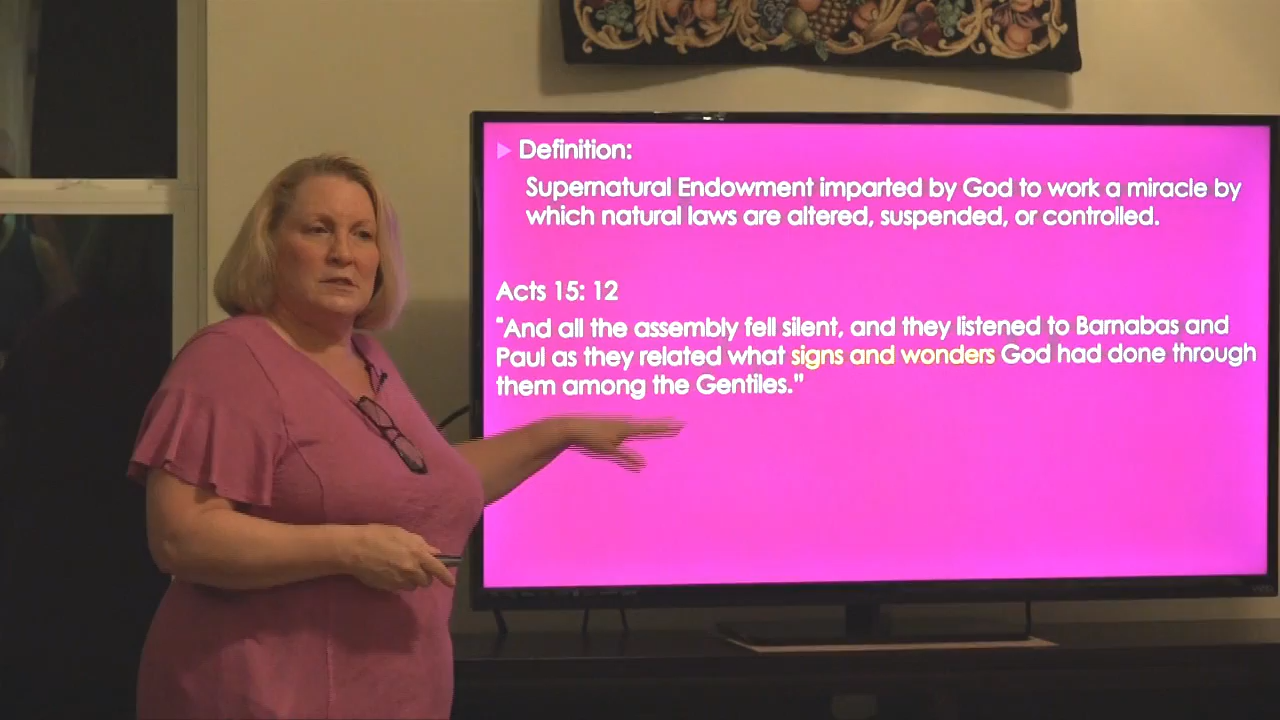 Definition:
Supernatural Endowment imparted by God to work a miracle by
which natural laws are altered, suspended, or controlled.
Acts 15: 12
"And all the assembly fell silent, and they listened to Barnabas and
Paul as they related what signs and wonders God had done through
them among the Gentiles."